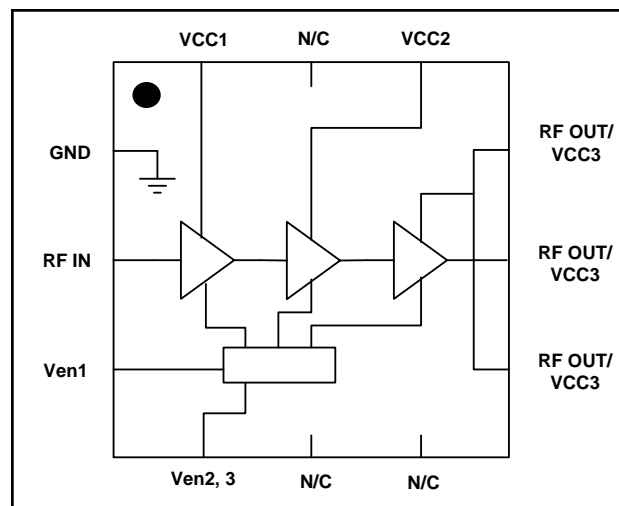 VCC1 N/C VCC2
RF OUT/
VCC3
GND
RF IN
RF OUT/
VCC3
Ven1
RF OUT/
VCC3
Ven2, 3 N/C N/C